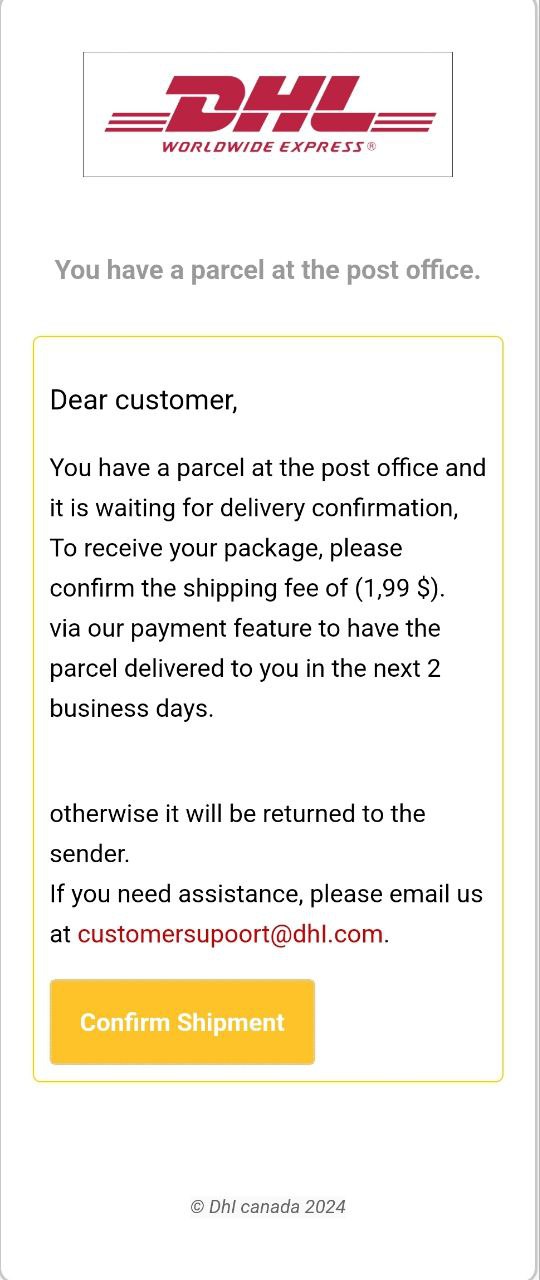 DHL
WORLDWIDE EXPRESS®
You have a parcel at the post office.
Dear customer,
You have a parcel at the post office and
it is waiting for delivery confirmation,
To receive your package, please
confirm the shipping fee of (1,99 $).
via our payment feature to have the
parcel delivered to you in the next 2
business days.
otherwise it will be returned to the
sender.
If you need assistance, please email us
at customersupoort@dhl.com.
Confirm Shipment
© Dhl canada 2024